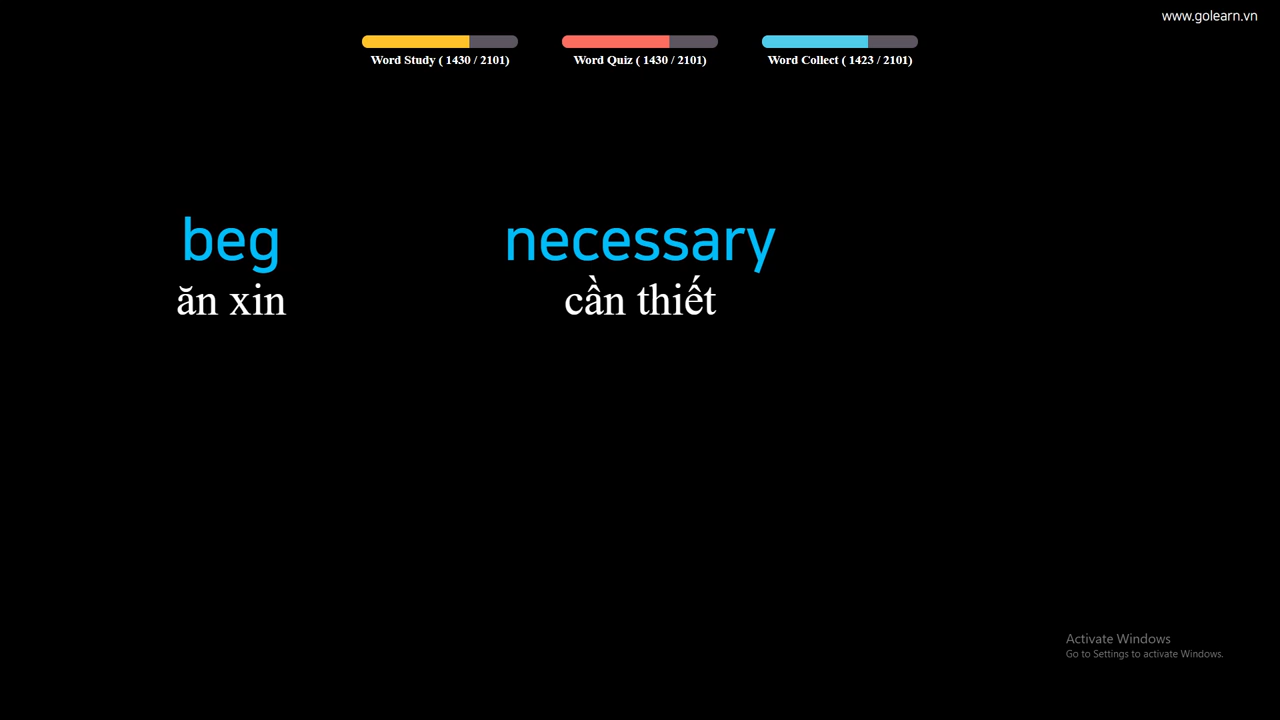 www.golearn.vn
Word Study ( 1430 / 2101)
Word Quiz ( 1430 / 2101)
Word Collect ( 1423 / 2101)
beg
ăn xin
necessary
cần thiết
Activate Windows
Go to Settings to activate Windows.